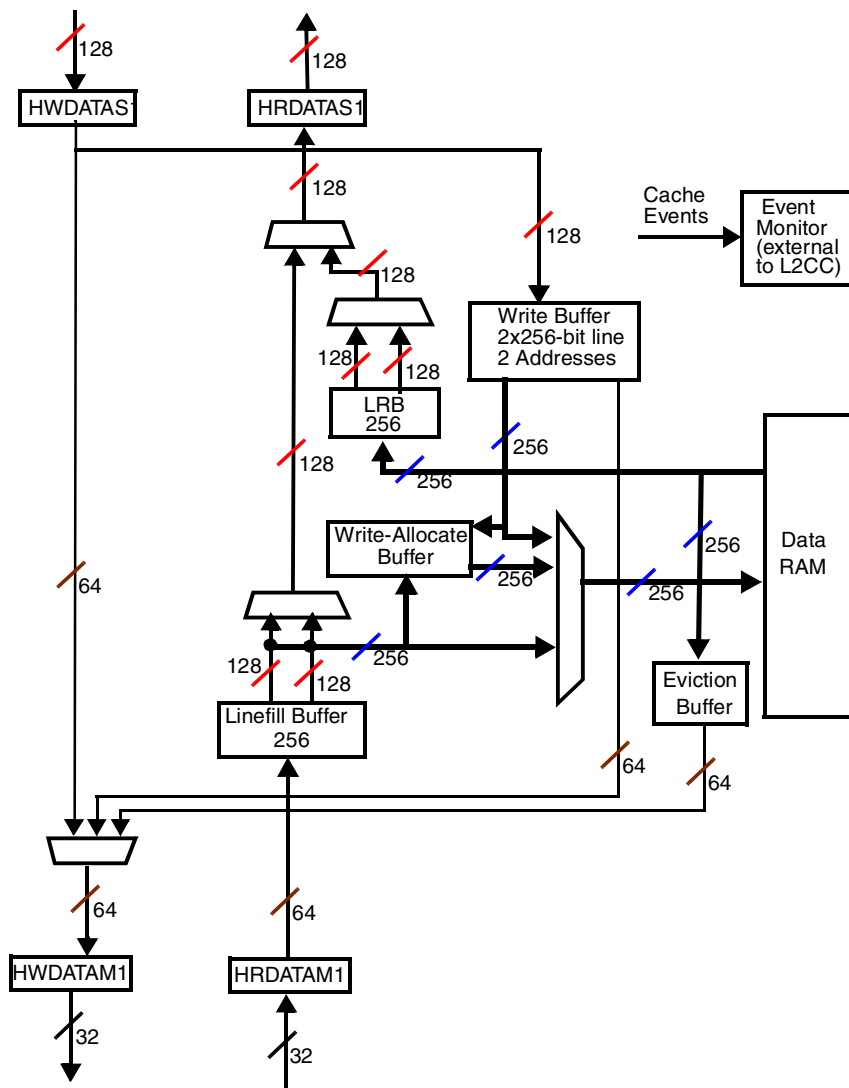 128
128
HWDATAS1
HRDATAS1
128
128
Cache
Events
Event
Monitor
(external
to L2CC)
128
Write Buffer
2x256-bit line
2 Addresses
128
128
LRB
256
256
128
256
Write-Allocate
Buffer
256
256
256
Data
RAM
64
256
128
128
Linefill Buffer
256
Eviction
Buffer
64
64
64
64
HWDATAM1
HRDATAM1
32
32